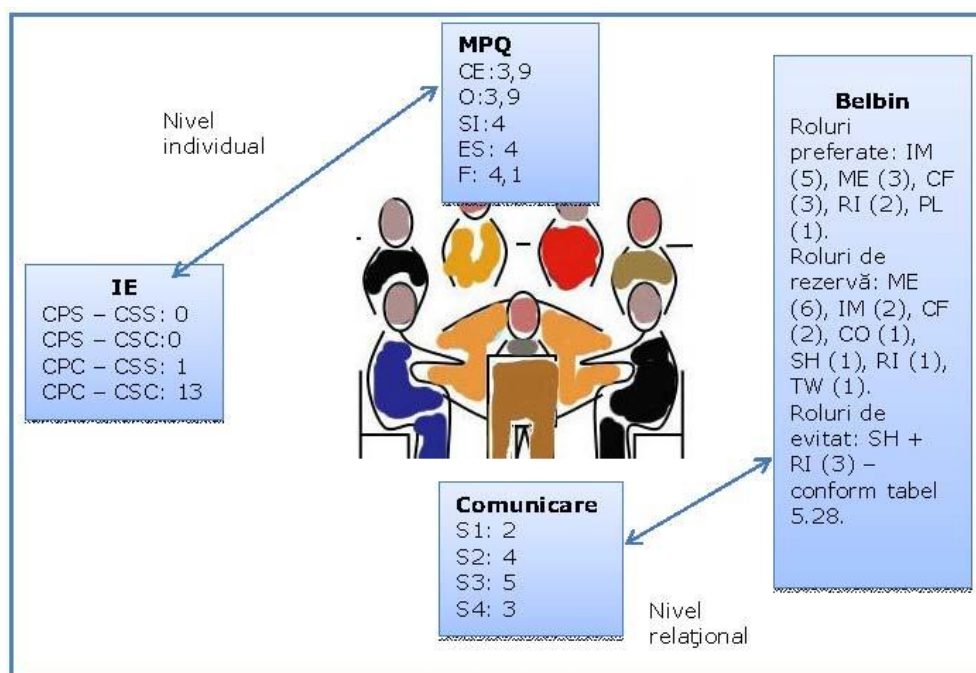 MPQ
CE:3,9
O:3,9
SI:4
ES: 4
F: 4,1
Nivel
individual
IE
CPS – CSS: 0
CPS – CSC:0
CPC – CSS: 1
CPC – CSC: 13
Belbin
Roluri
preferate: IM
(5), ME (3), CF
(3), RI (2), PL
(1).
Roluri de
rezervă: ME
(6), IM (2), CF
(2), CO (1),
SH (1), RI (1),
TW (1).
Roluri de
evitat: SH +
RI (3) –
conform tabel
5.28.
Comunicare
S1: 2
S2: 4
S3: 5
S4: 3
Nivel
relaţional